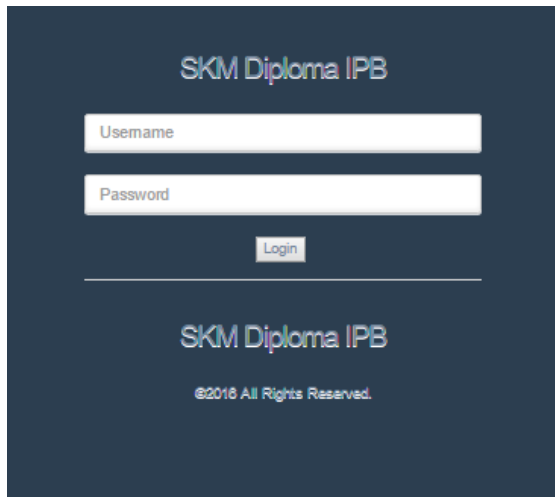 SKM Diploma IPB
Username
Password
Login
SKM Diploma IPB
©2016 All Rights Reserved.